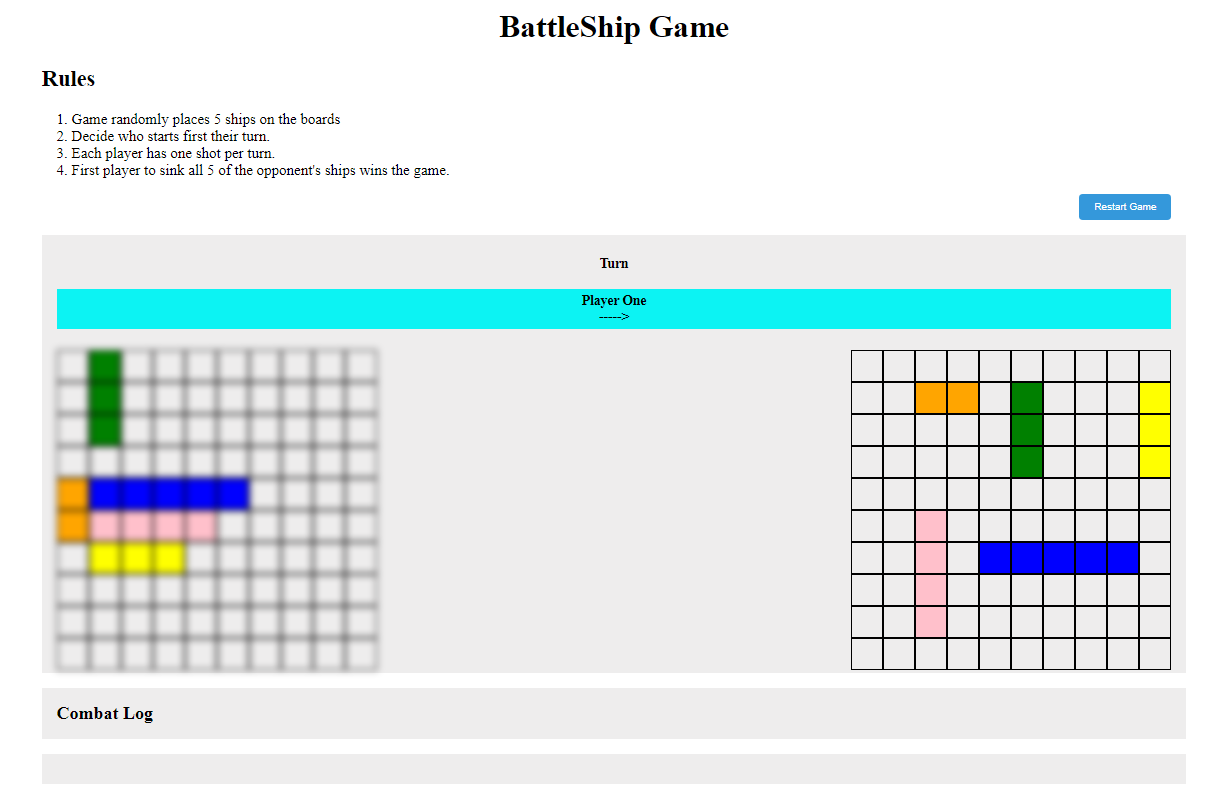 BattleShip Game
Rules
1. Game randomly places 5 ships on the boards
2. Decide who starts first their turn.
3. Each player has one shot per turn.
4. First player to sink all 5 of the opponent's ships wins the game.
Restart Game
Turn
Player One
----->
Combat Log